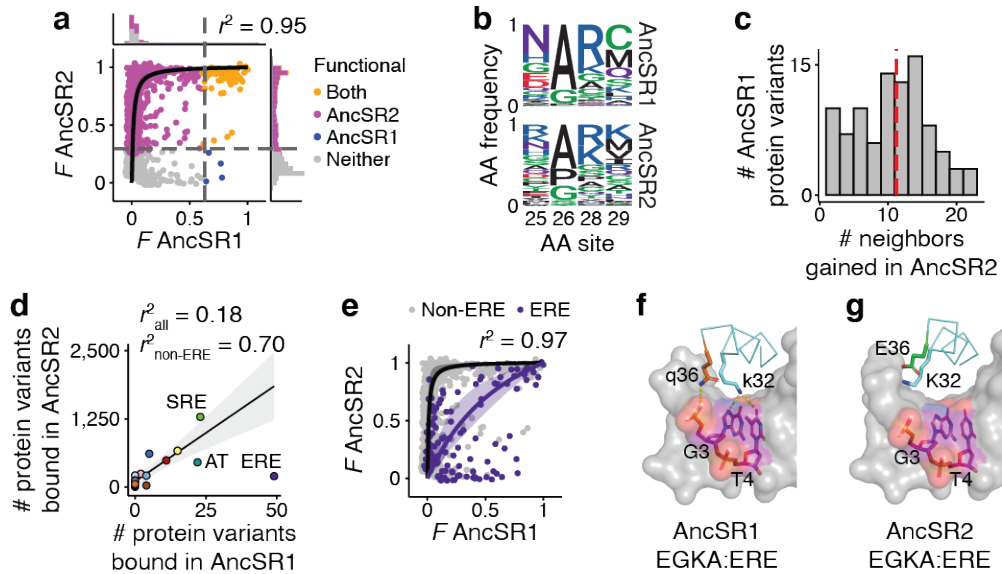 a
r² = 0.95
F AncSR2
1
0.5
0
0 0.5 1
F AncSR1
Functional
Both
AncSR2
AncSR1
Neither
b
AA frequency
1
0
1
0
AncSR1
AncSR2
25 26 28 29
AA site
c
# AncSR1
protein variants
15
0
0 10 20
# neighbors
gained in AncSR2
d
r²all = 0.18
r²non-ERE = 0.70
# protein variants
bound in AncSR2
2,500
1,250
0
SRE
AT ERE
0 25 50
# protein variants
bound in AncSR1
e
Non-ERE ERE
r² = 0.97
F AncSR2
1
0.5
0
0 0.5 1
F AncSR1
f
q36
k32
G3
T4
AncSR1
EGKA:ERE
g
E36
K32
G3
T4
AncSR2
EGKA:ERE